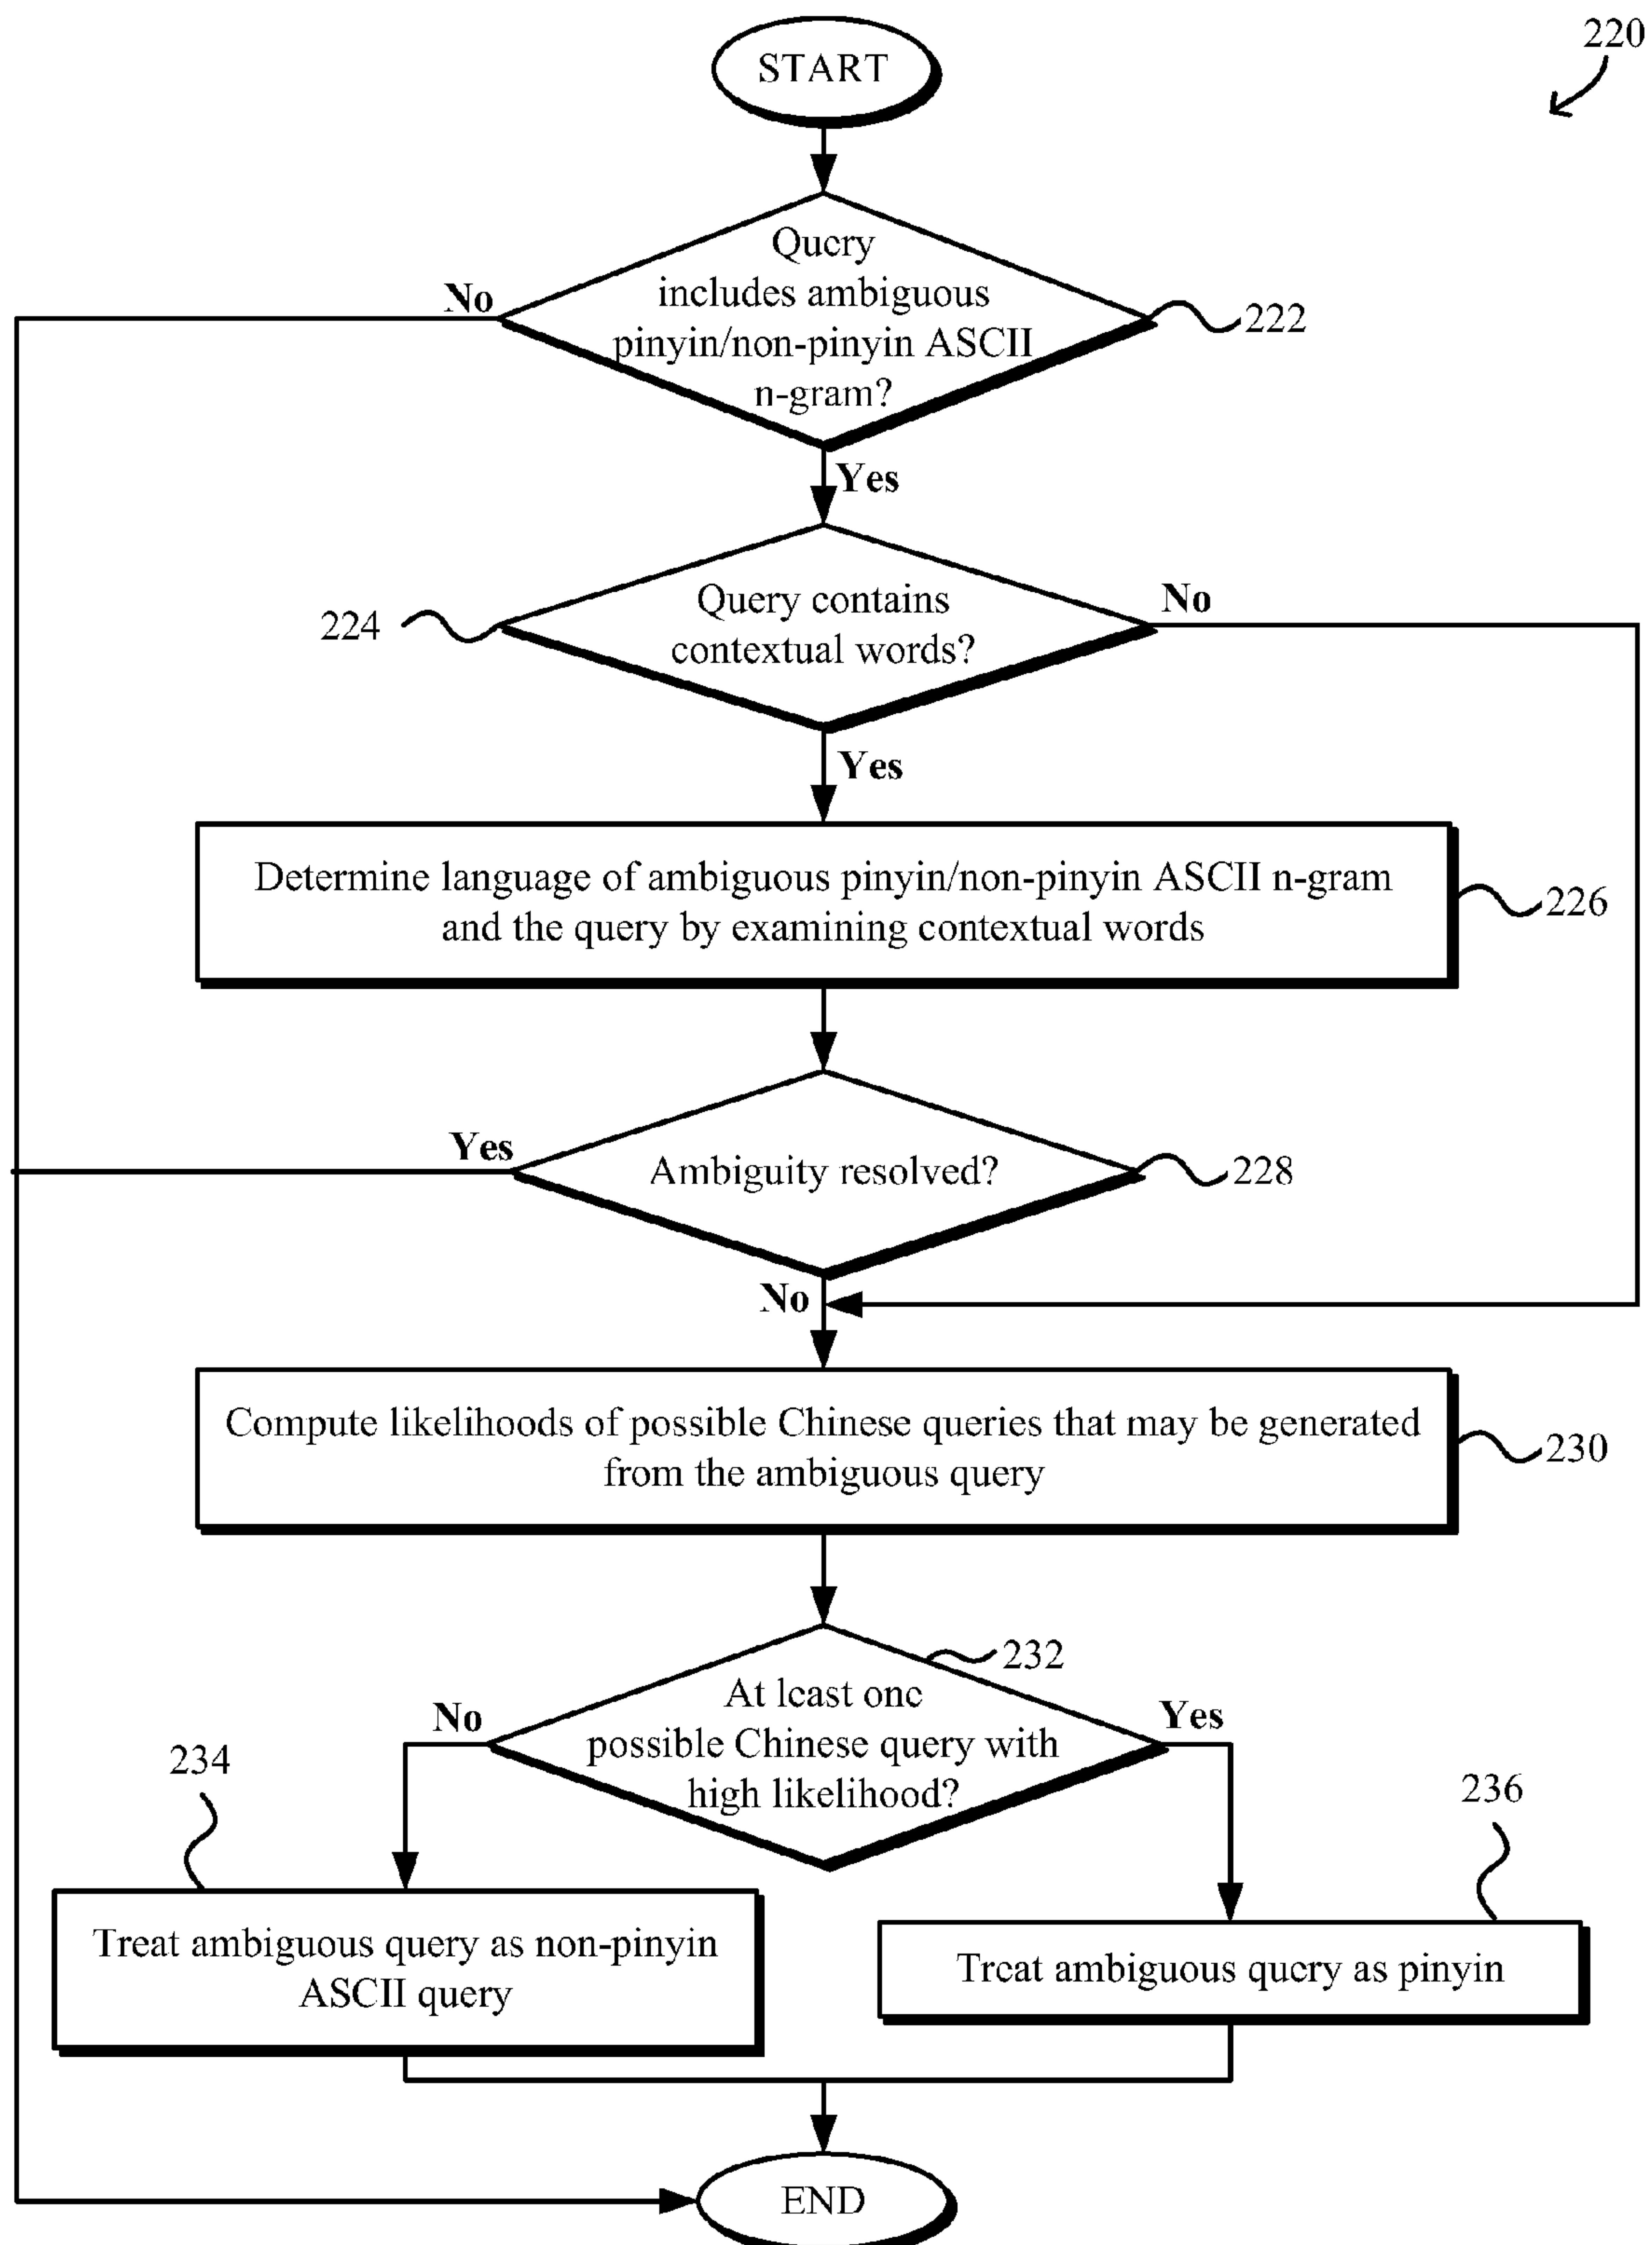 220
START
Query
includes ambiguous
pinyin/non-pinyin ASCII
n-gram?
No
222
Yes
Query contains
contextual words?
No
224
Yes
Determine language of ambiguous pinyin/non-pinyin ASCII n-gram
and the query by examining contextual words
226
Yes
Ambiguity resolved?
228
No
Compute likelihoods of possible Chinese queries that may be generated
from the ambiguous query
230
232
At least one
possible Chinese query with
high likelihood?
No
Yes
234
236
Treat ambiguous query as non-pinyin
ASCII query
Treat ambiguous query as pinyin
END